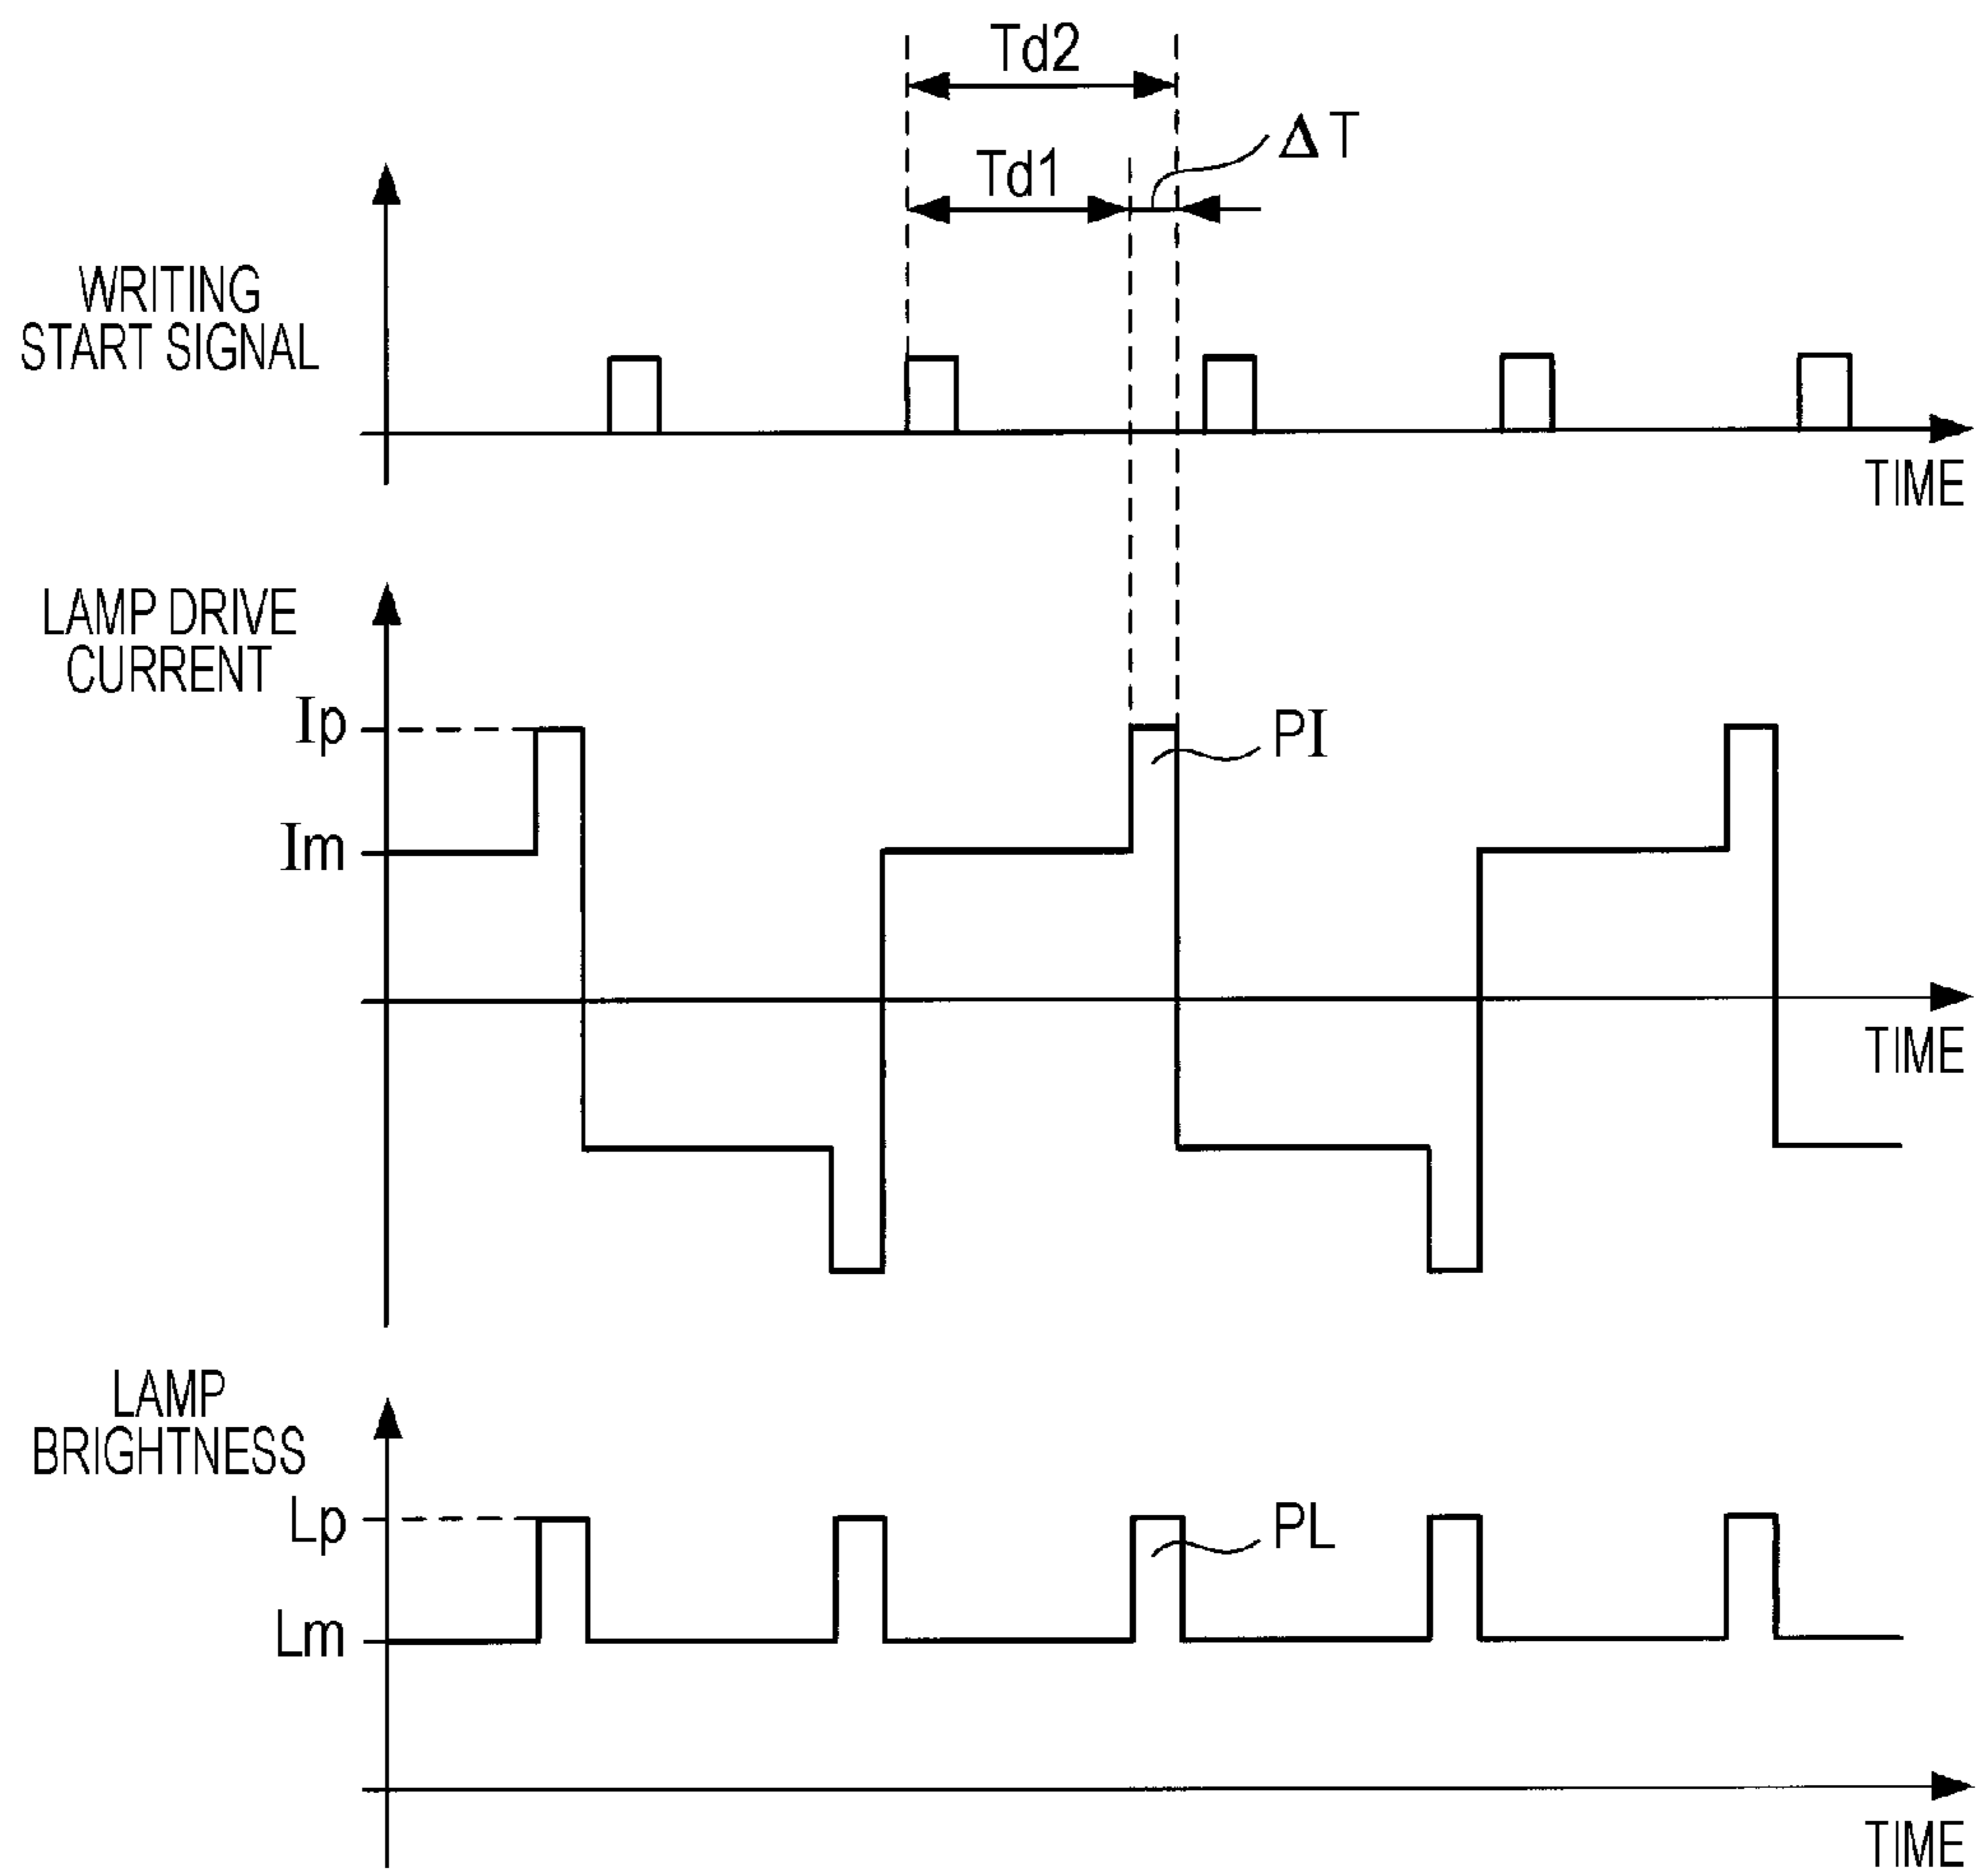 Td2
ΔT
Td1
WRITING
START SIGNAL
TIME
LAMP DRIVE
CURRENT
Ip
PI
Im
TIME
LAMP
BRIGHTNESS
Lp
PL
Lm
TIME